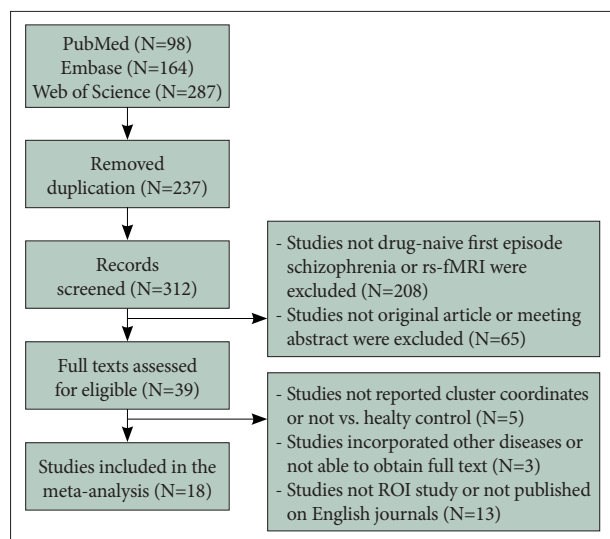 PubMed (N=98)
Embase (N=164)
Web of Science (N=287)
Removed
duplication (N=237)
Records
screened (N=312)
- Studies not drug-naive first episode
schizophrenia or rs-fMRI were
excluded (N=208)
- Studies not original article or meeting
abstract were excluded (N=65)
Full texts assessed
for eligible (N=39)
- Studies not reported cluster coordinates
or not vs. healty control (N=5)
- Studies incorporated other diseases or
not able to obtain full text (N=3)
- Studies not ROI study or not published
on English journals (N=13)
Studies included in the
meta-analysis (N=18)